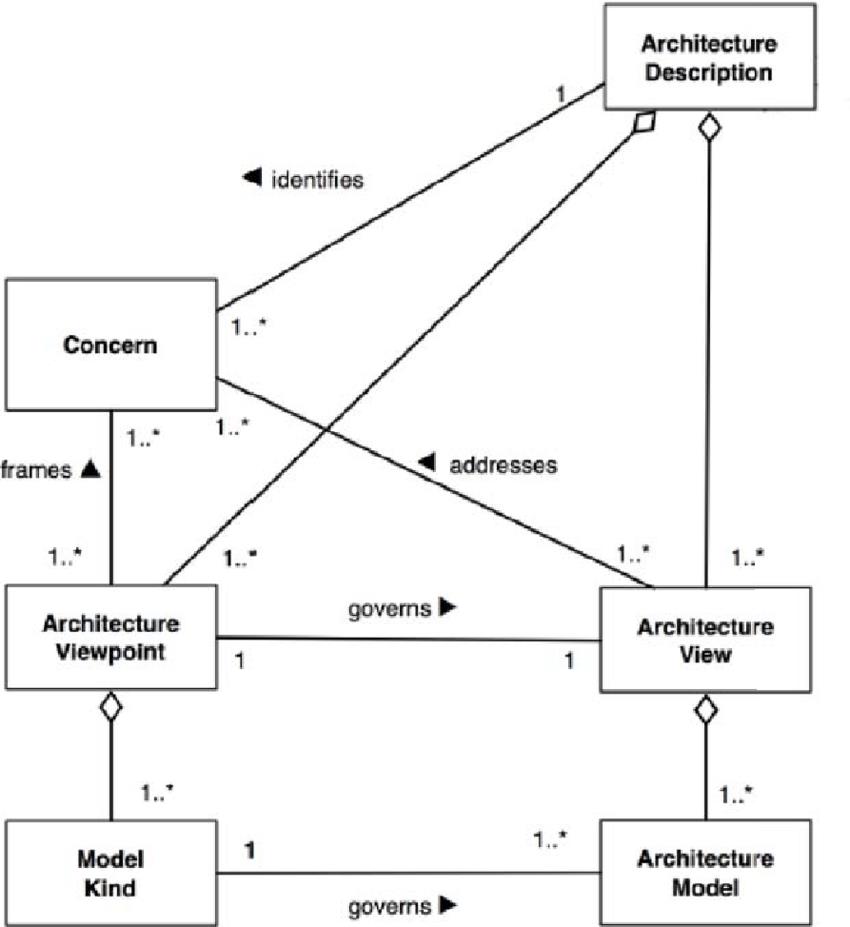 Architecture
Description
1
◄ identifies
1..*
Concern
1..*
1..*
frames ▲
◄ addresses
1..*
1..*
1..*
1..*
Architecture
Viewpoint
governs ►
Architecture
View
1
1
1..*
1..*
Model
Kind
1
1..*
Architecture
Model
governs ►